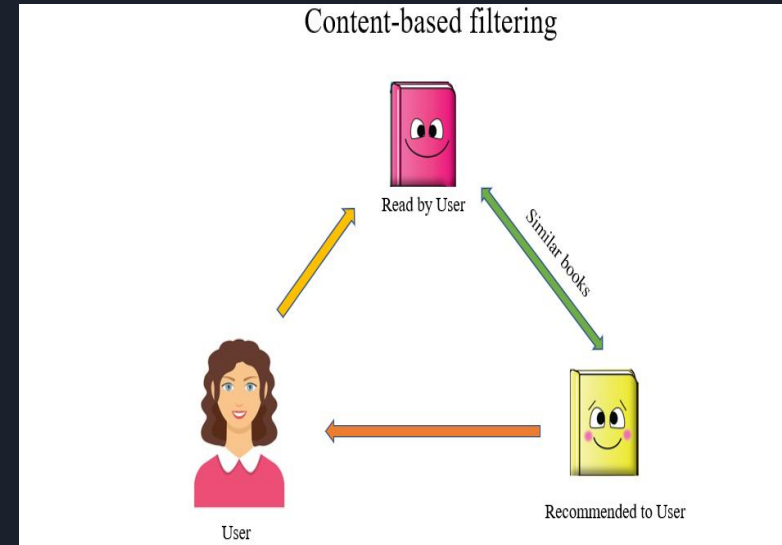 Content-based filtering
Read by User
Similar books
Recommended to User
User